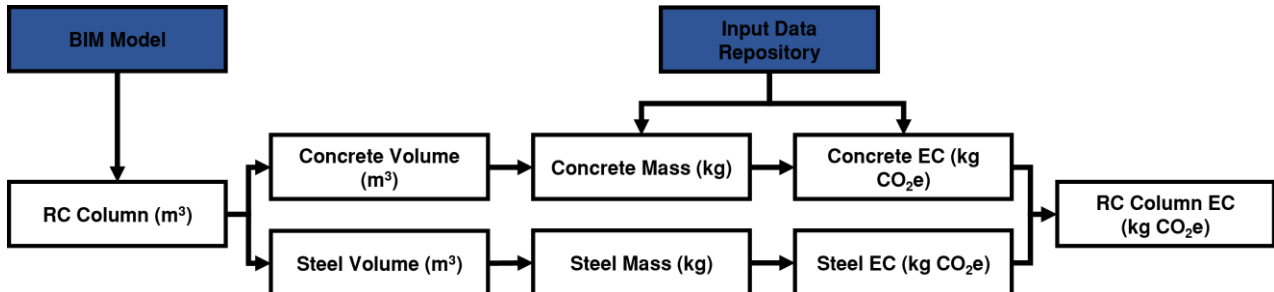 BIM Model
Input Data
Repository
Concrete Volume
(m³)
Concrete Mass (kg)
Concrete EC (kg
CO₂e)
RC Column (m³)
RC Column EC
(kg CO₂e)
Steel Volume (m³)
Steel Mass (kg)
Steel EC (kg CO₂e)